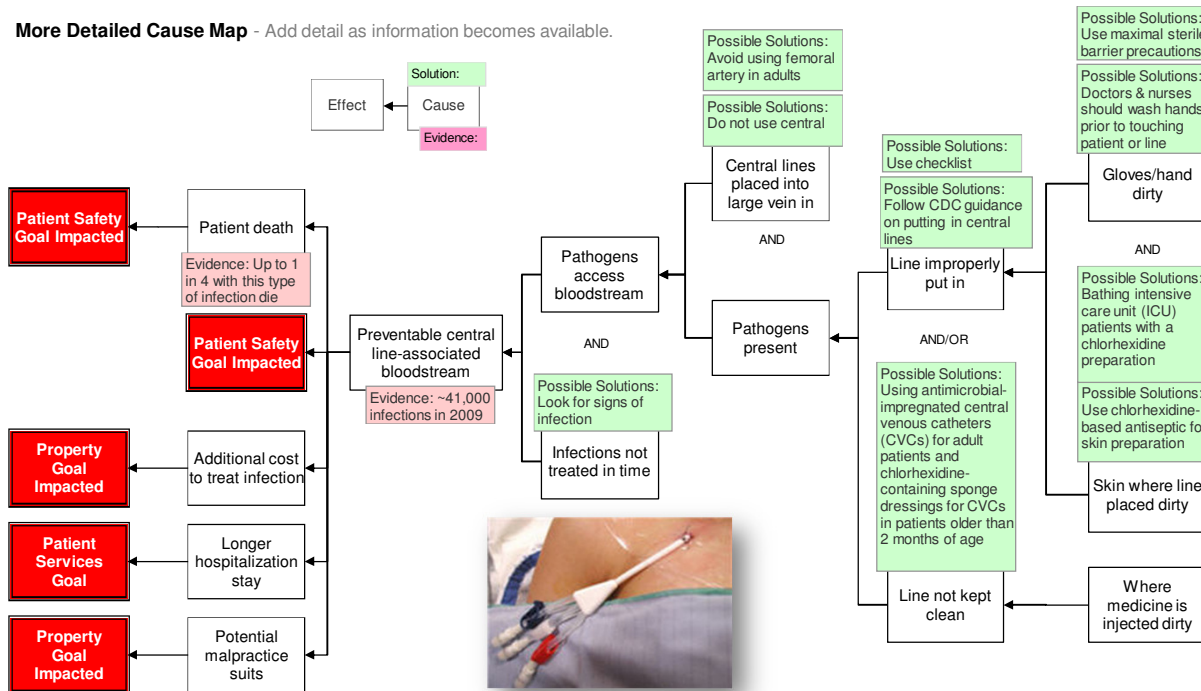 More Detailed Cause Map - Add detail as information becomes available.
Solution:
Effect
Cause
Evidence:
Patient Safety
Goal Impacted
Patient death
Evidence: Up to 1
in 4 with this type
of infection die
Patient Safety
Goal Impacted
Property
Goal
Impacted
Additional cost
to treat infection
Patient
Services
Goal
Longer
hospitalization
stay
Property
Goal
Impacted
Potential
malpractice
suits
Preventable central
line-associated
bloodstream
Evidence: ~41,000
infections in 2009
Pathogens
access
bloodstream
AND
Possible Solutions:
Look for signs of
infection
Infections not
treated in time
Possible Solutions:
Avoid using femoral
artery in adults
Possible Solutions:
Do not use central
Central lines
placed into
large vein in
AND
Pathogens
present
Possible Solutions:
Use checklist
Possible Solutions:
Follow CDC guidance
on putting in central
lines
Line improperly
put in
AND/OR
Possible Solutions:
Using antimicrobial-
impregnated central
venous catheters
(CVCs) for adult
patients and
chlorhexidine-
containing sponge
dressings for CVCs
in patients older than
2 months of age
Line not kept
clean
Possible Solutions:
Use maximal sterile
barrier precautions
Possible Solutions:
Doctors & nurses
should wash hands
prior to touching
patient or line
Gloves/hand
dirty
AND
Possible Solutions:
Bathing intensive
care unit (ICU)
patients with a
chlorhexidine
preparation
Possible Solutions:
Use chlorhexidine-
based antiseptic fo
skin preparation
Skin where line
placed dirty
Where
medicine is
injected dirty